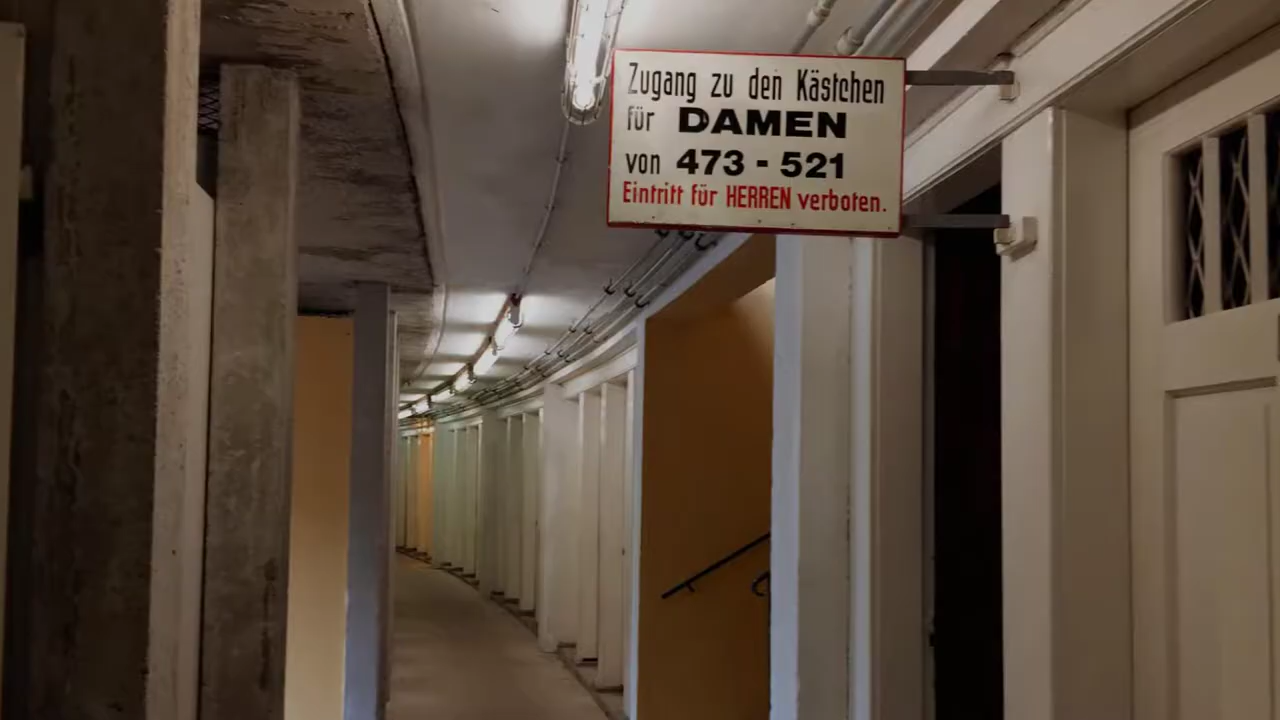 Zugang zu den Kästchen
für DAMEN
von 473 - 521
Eintritt für HERREN verboten.